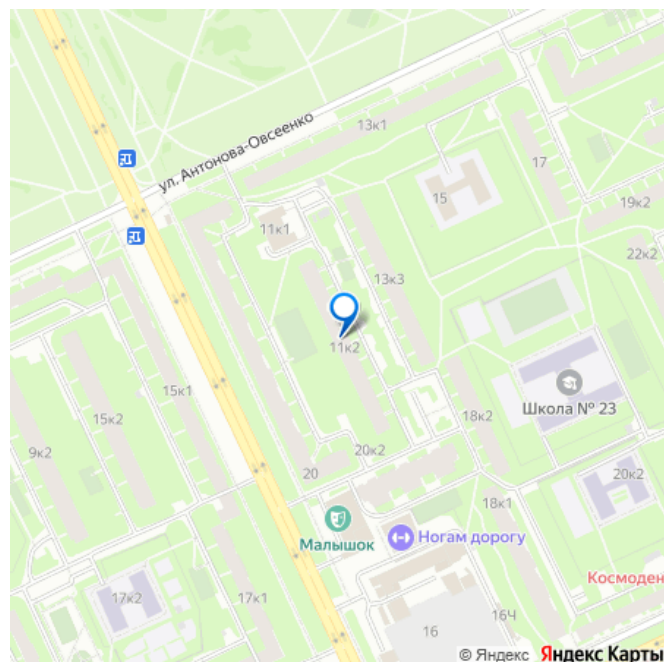 13к1
ул. Антонова-Овсеенко
17
15
19к2
11к1
22к2
13к3
11к2
15к1
Школа № 23
15к2
18к2
9к2
20к2
20
20к2
18к1
Малышок
Ногам дорогу
Космоден
17к2
17к1
16Ч
16
© Яндекс Яндекс Карты